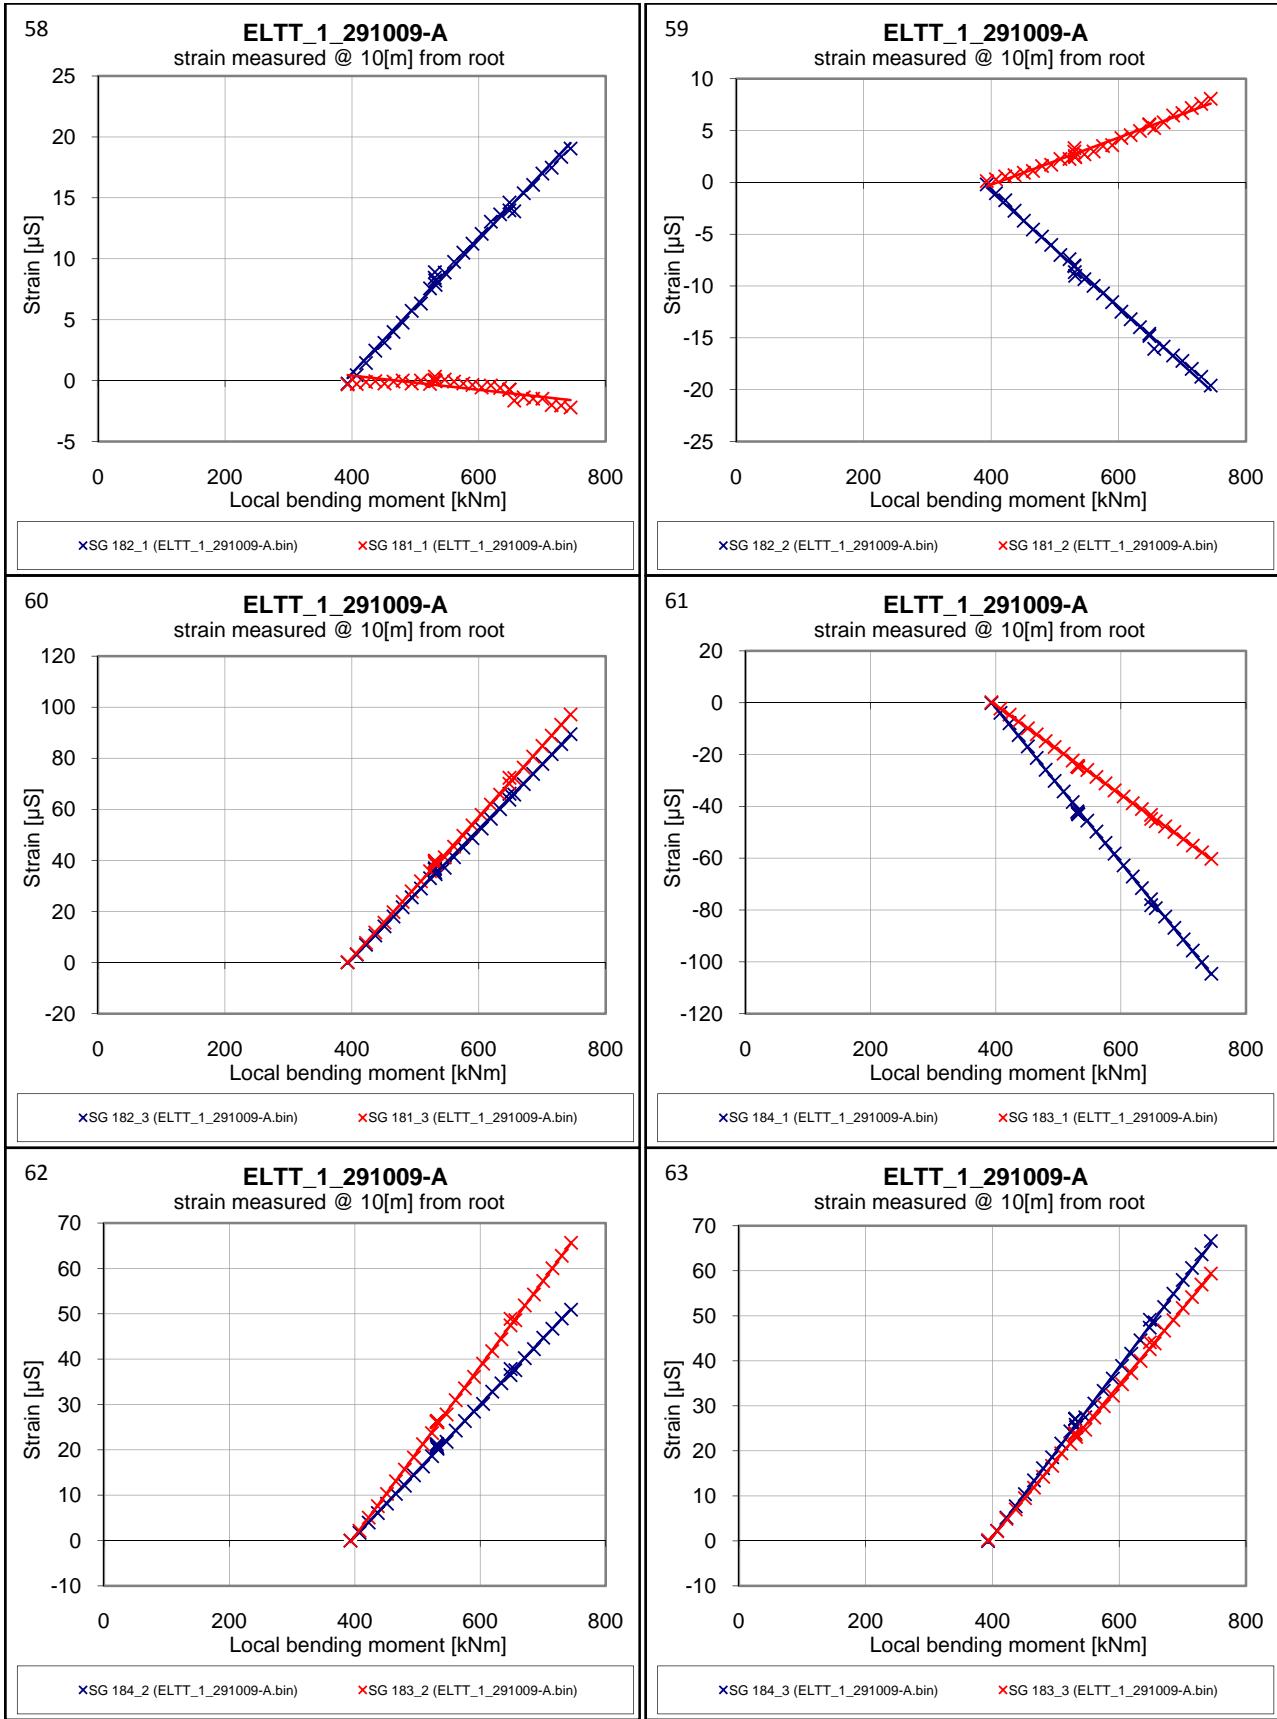 58
ELTT_1_291009-A
strain measured @ 10[m] from root
25
20
15
10
5
0
-5
Strain [µS]
0 200 400 600 800
Local bending moment [kNm]
SG 182_1 (ELTT_1_291009-A.bin) SG 181_1 (ELTT_1_291009-A.bin)
59
ELTT_1_291009-A
strain measured @ 10[m] from root
10
5
0
-5
-10
-15
-20
-25
Strain [µS]
0 200 400 600 800
Local bending moment [kNm]
SG 182_2 (ELTT_1_291009-A.bin) SG 181_2 (ELTT_1_291009-A.bin)
60
ELTT_1_291009-A
strain measured @ 10[m] from root
120
100
80
60
40
20
0
-20
Strain [µS]
0 200 400 600 800
Local bending moment [kNm]
SG 182_3 (ELTT_1_291009-A.bin) SG 181_3 (ELTT_1_291009-A.bin)
61
ELTT_1_291009-A
strain measured @ 10[m] from root
20
0
-20
-40
-60
-80
-100
-120
Strain [µS]
0 200 400 600 800
Local bending moment [kNm]
SG 184_1 (ELTT_1_291009-A.bin) SG 183_1 (ELTT_1_291009-A.bin)
62
ELTT_1_291009-A
strain measured @ 10[m] from root
70
60
50
40
30
20
10
0
-10
Strain [µS]
0 200 400 600 800
Local bending moment [kNm]
SG 184_2 (ELTT_1_291009-A.bin) SG 183_2 (ELTT_1_291009-A.bin)
63
ELTT_1_291009-A
strain measured @ 10[m] from root
70
60
50
40
30
20
10
0
-10
Strain [µS]
0 200 400 600 800
Local bending moment [kNm]
SG 184_3 (ELTT_1_291009-A.bin) SG 183_3 (ELTT_1_291009-A.bin)